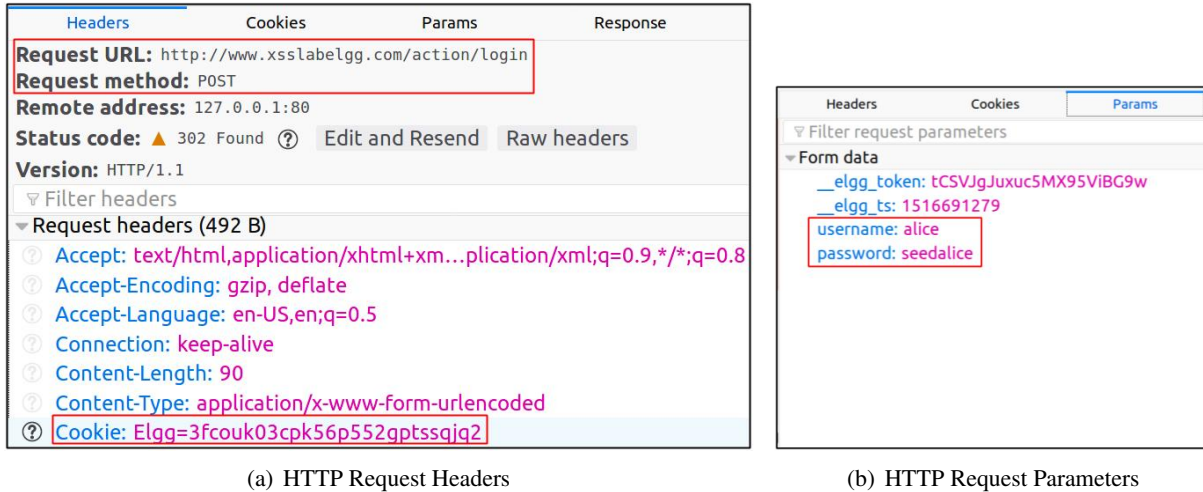 Headers Cookies Params Response
Request URL: http://www.xsslabelgg.com/action/login
Request method: POST
Remote address: 127.0.0.1:80
Status code: 302 Found ? Edit and Resend Raw headers
Version: HTTP/1.1
Filter headers
Request headers (492 B)
? Accept: text/html,application/xhtml+xm…plication/xml;q=0.9,*/*;q=0.8
? Accept-Encoding: gzip, deflate
? Accept-Language: en-US,en;q=0.5
? Connection: keep-alive
? Content-Length: 90
? Content-Type: application/x-www-form-urlencoded
? Cookie: Elgg=3fcouk03cpk56p552gptssqjq2
(a) HTTP Request Headers
Headers Cookies Params
Filter request parameters
Form data
__elgg_token: tCSVJgJuxuc5MX95ViBG9w
__elgg_ts: 1516691279
username: alice
password: seedalice
(b) HTTP Request Parameters